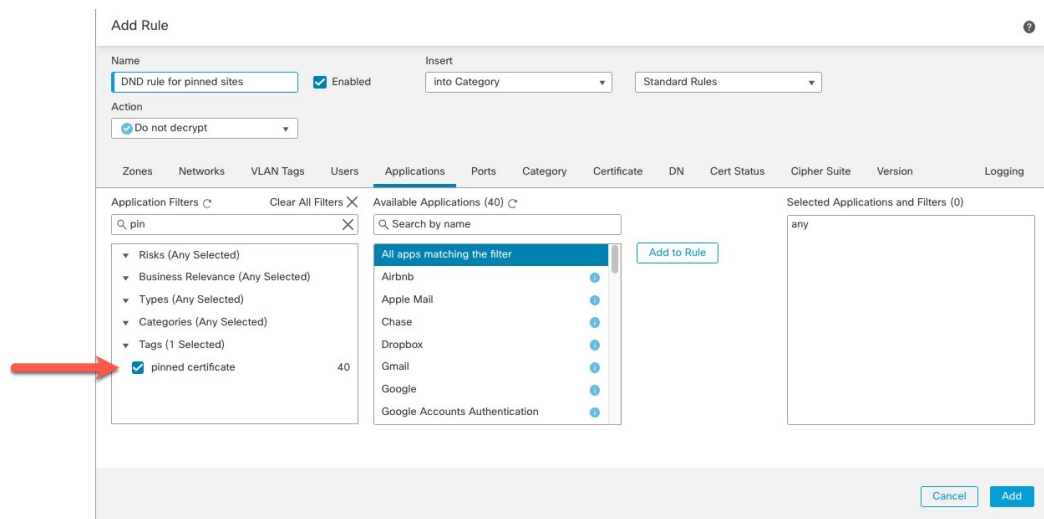 Add Rule
Name
Insert
DND rule for pinned sites
Enabled
into Category
Standard Rules
Action
Do not decrypt
Zones Networks VLAN Tags Users Applications Ports Category Certificate DN Cert Status Cipher Suite Version Logging
Application Filters
Clear All Filters
Available Applications (40)
Selected Applications and Filters (0)
pin
Search by name
any
Risks (Any Selected)
Business Relevance (Any Selected)
Types (Any Selected)
Categories (Any Selected)
Tags (1 Selected)
pinned certificate 40
All apps matching the filter
Airbnb
Apple Mail
Chase
Dropbox
Gmail
Google
Google Accounts Authentication
Add to Rule
Cancel
Add